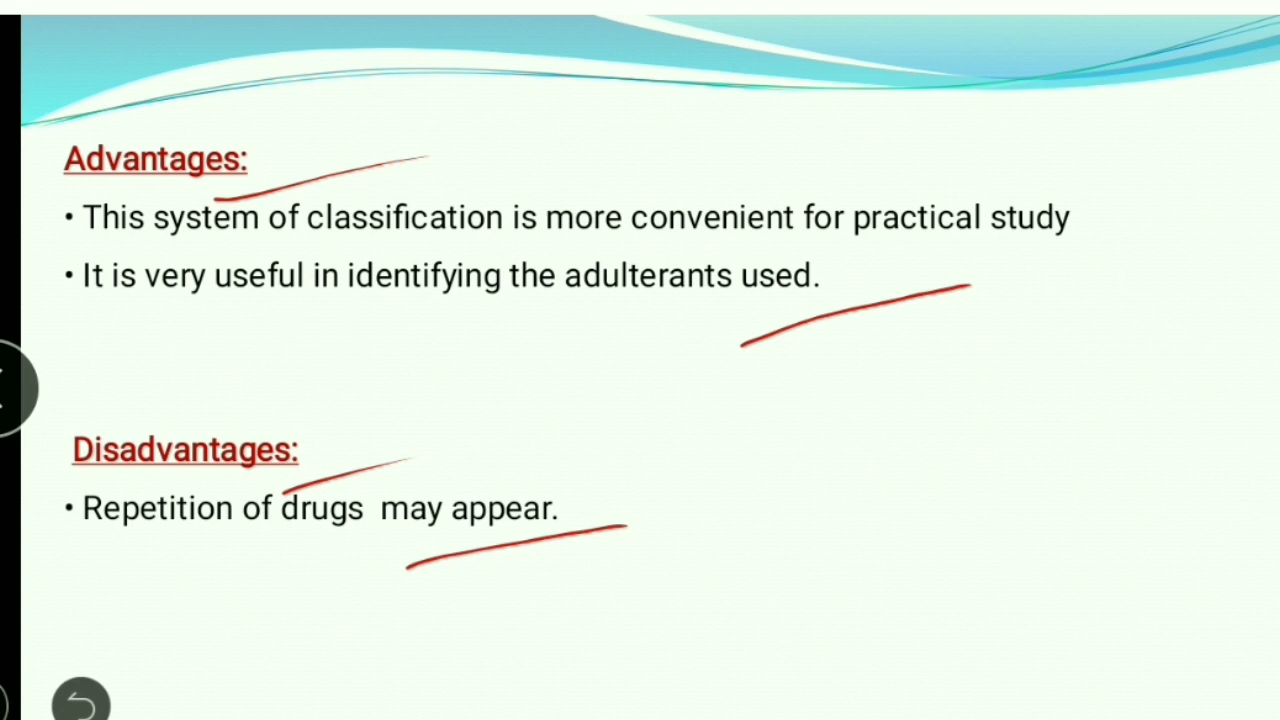 Advantages:
• This system of classification is more convenient for practical study
• It is very useful in identifying the adulterants used.
Disadvantages:
• Repetition of drugs  may appear.